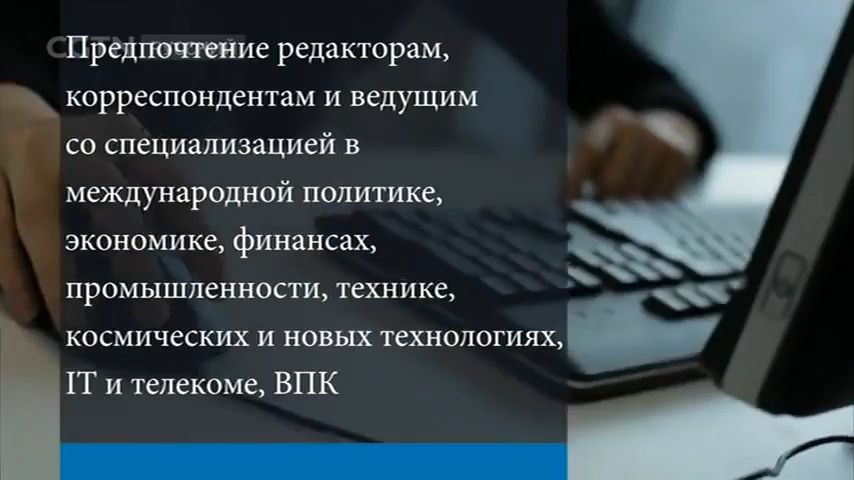 Предпочтение редакторам,
корреспондентам и ведущим
со специализацией в
международной политике,
экономике, финансах,
промышленности, технике,
космических и новых технологиях,
IT и телекоме, ВПК